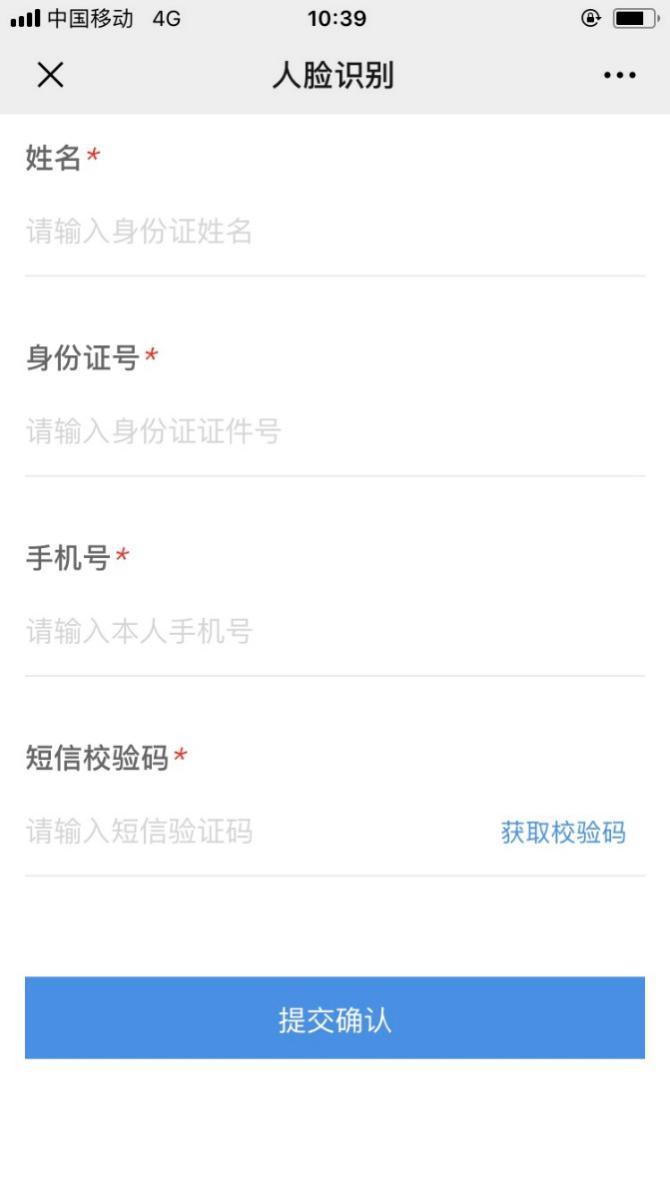 中国移动 4G 10:39
人脸识别
姓名*
请输入身份证姓名
身份证号*
请输入身份证证件号
手机号*
请输入本人手机号
短信校验码*
请输入短信验证码 获取校验码
提交确认